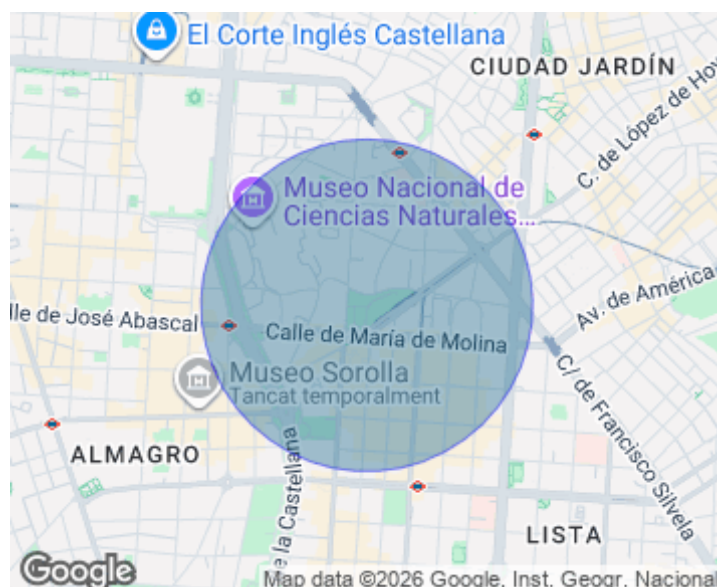 El Corte Inglés Castellana
CIUDAD JARDÍN
C. de López de Hoy
Museo Nacional de
Ciencias Naturales...
lle de José Abascal
Av. de América
Calle de María de Molina
Museo Sorolla
Tancat temporalment
C/ de Francisco Silvela
ALMAGRO
e la Castellana
LISTA
Google
Map data ©2026 Google, Inst. Geogr. Nacional